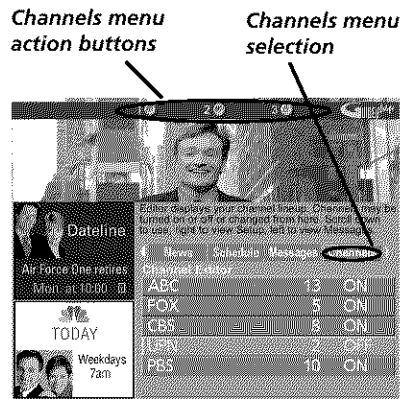 Channels menu
action buttons
Channels menu
selection
1 2 3
Editor displays your channel lineup. Channels may be
turned on or off or changed from here. Scroll down
to use, right to view Setup, left to view Messages.
Dateline
Air Force One retires
Mon. at 10:00
News Schedule Messages Channels
Channel Editor
ABC 13 ON
FOX 5 ON
CBS 8 ON
OFF
PBS 10 ON
TODAY
Weekdays
7am